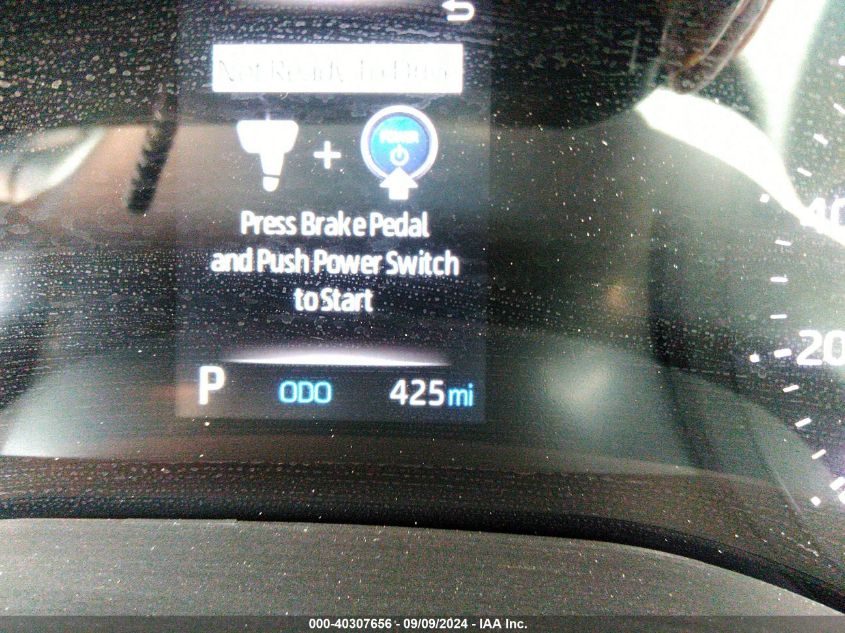 Not Ready To Drive
POWER
+
Press Brake Pedal
and Push Power Switch
to Start
P ODO 425 mi
40
20
000-40307656 - 09/09/2024 - IAA Inc.